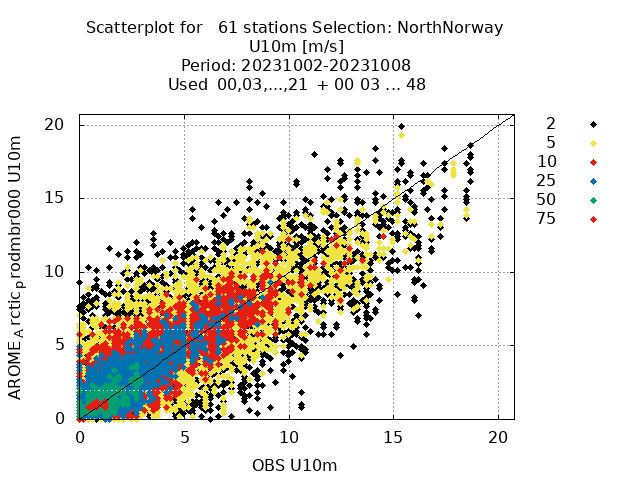 Scatterplot for   61 stations Selection: NorthNorway
U10m [m/s]
Period: 20231002-20231008
Used  00,03,...,21  + 00 03 ... 48
AROME_Arctic_prodmbr000 U10m
20
15
10
5
0
0
5
10
15
20
OBS U10m
2
5
10
25
50
75